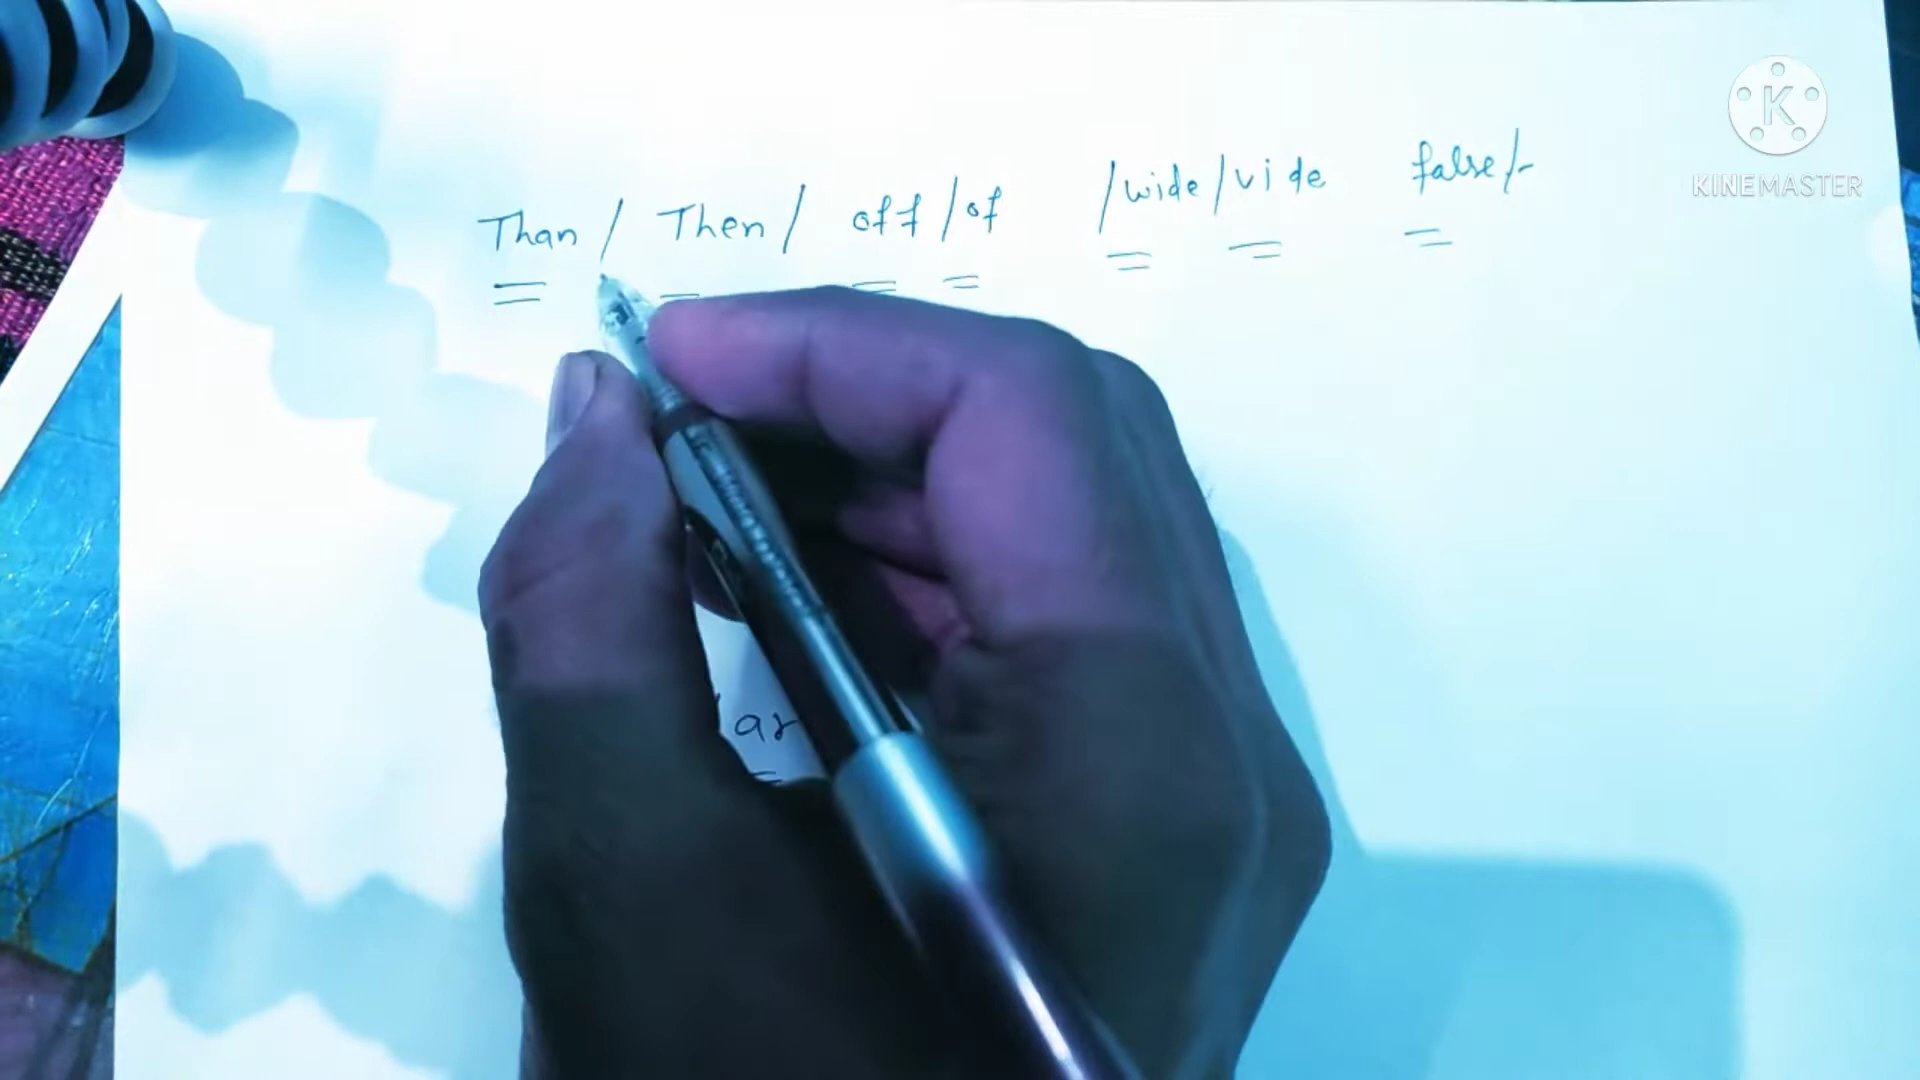 Than / Then / off / of / wide / vide false /
K
KINEMASTER